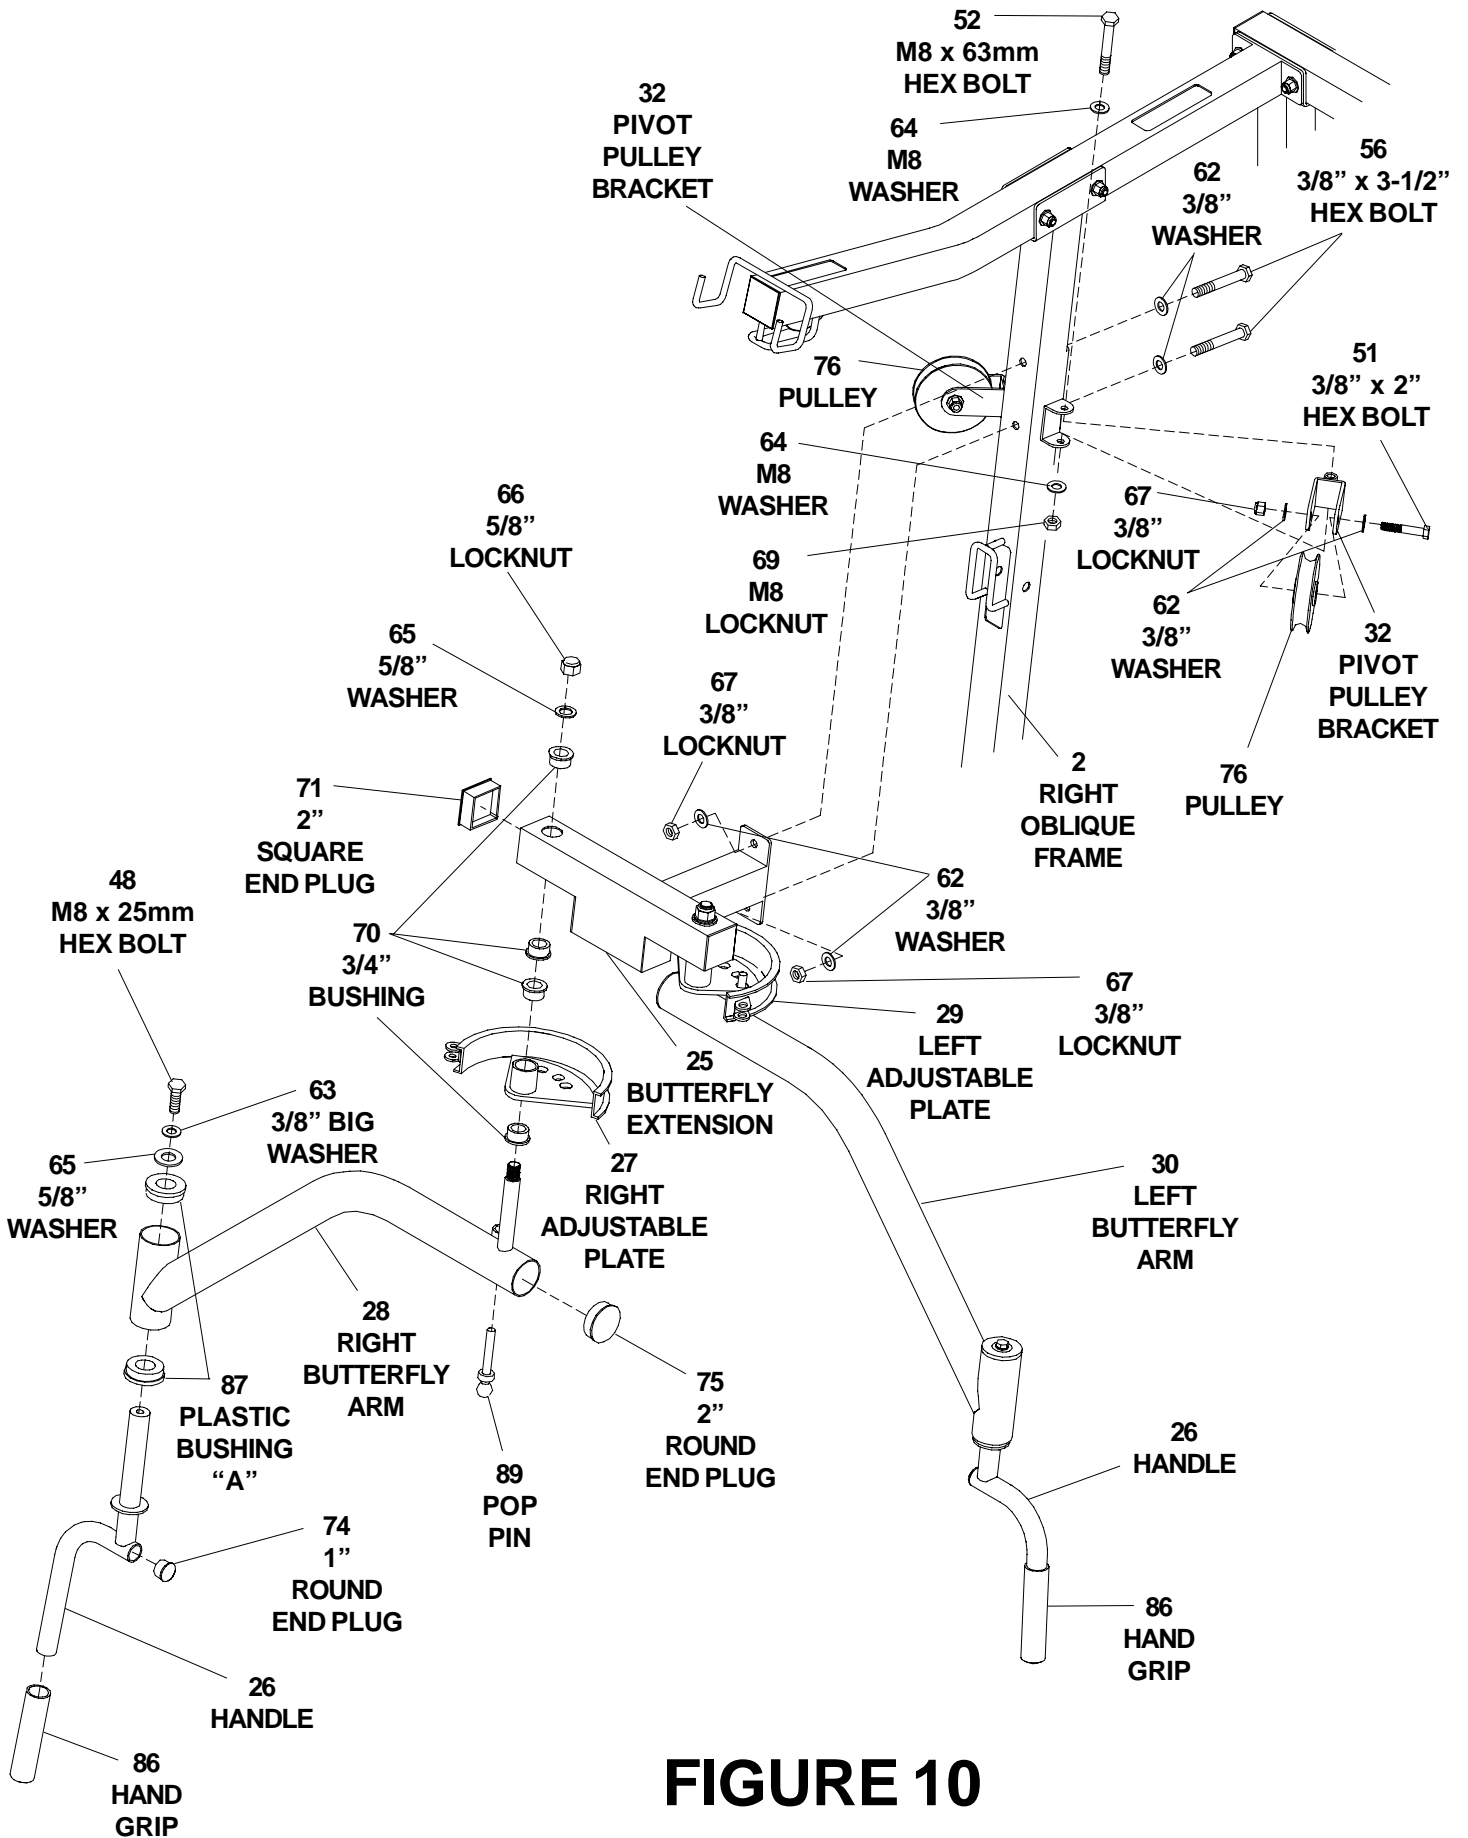 52
M8 x 63mm
HEX BOLT
32
PIVOT
PULLEY
BRACKET
64
M8
WASHER
62
3/8”
WASHER
56
3/8” x 3-1/2”
HEX BOLT
76
PULLEY
51
3/8” x 2”
HEX BOLT
64
M8
WASHER
66
5/8”
LOCKNUT
67
3/8”
LOCKNUT
69
M8
LOCKNUT
62
3/8”
WASHER
32
PIVOT
PULLEY
BRACKET
65
5/8”
WASHER
67
3/8”
LOCKNUT
2
RIGHT
OBLIQUE
FRAME
76
PULLEY
71
2”
SQUARE
END PLUG
48
M8 x 25mm
HEX BOLT
70
3/4”
BUSHING
62
3/8”
WASHER
67
3/8”
LOCKNUT
29
LEFT
ADJUSTABLE
PLATE
25
BUTTERFLY
EXTENSION
63
3/8” BIG
WASHER
65
5/8”
WASHER
27
RIGHT
ADJUSTABLE
PLATE
30
LEFT
BUTTERFLY
ARM
28
RIGHT
BUTTERFLY
ARM
87
PLASTIC
BUSHING
“A”
75
2”
ROUND
END PLUG
89
POP
PIN
26
HANDLE
74
1”
ROUND
END PLUG
86
HAND
GRIP
26
HANDLE
86
HAND
GRIP
FIGURE 10